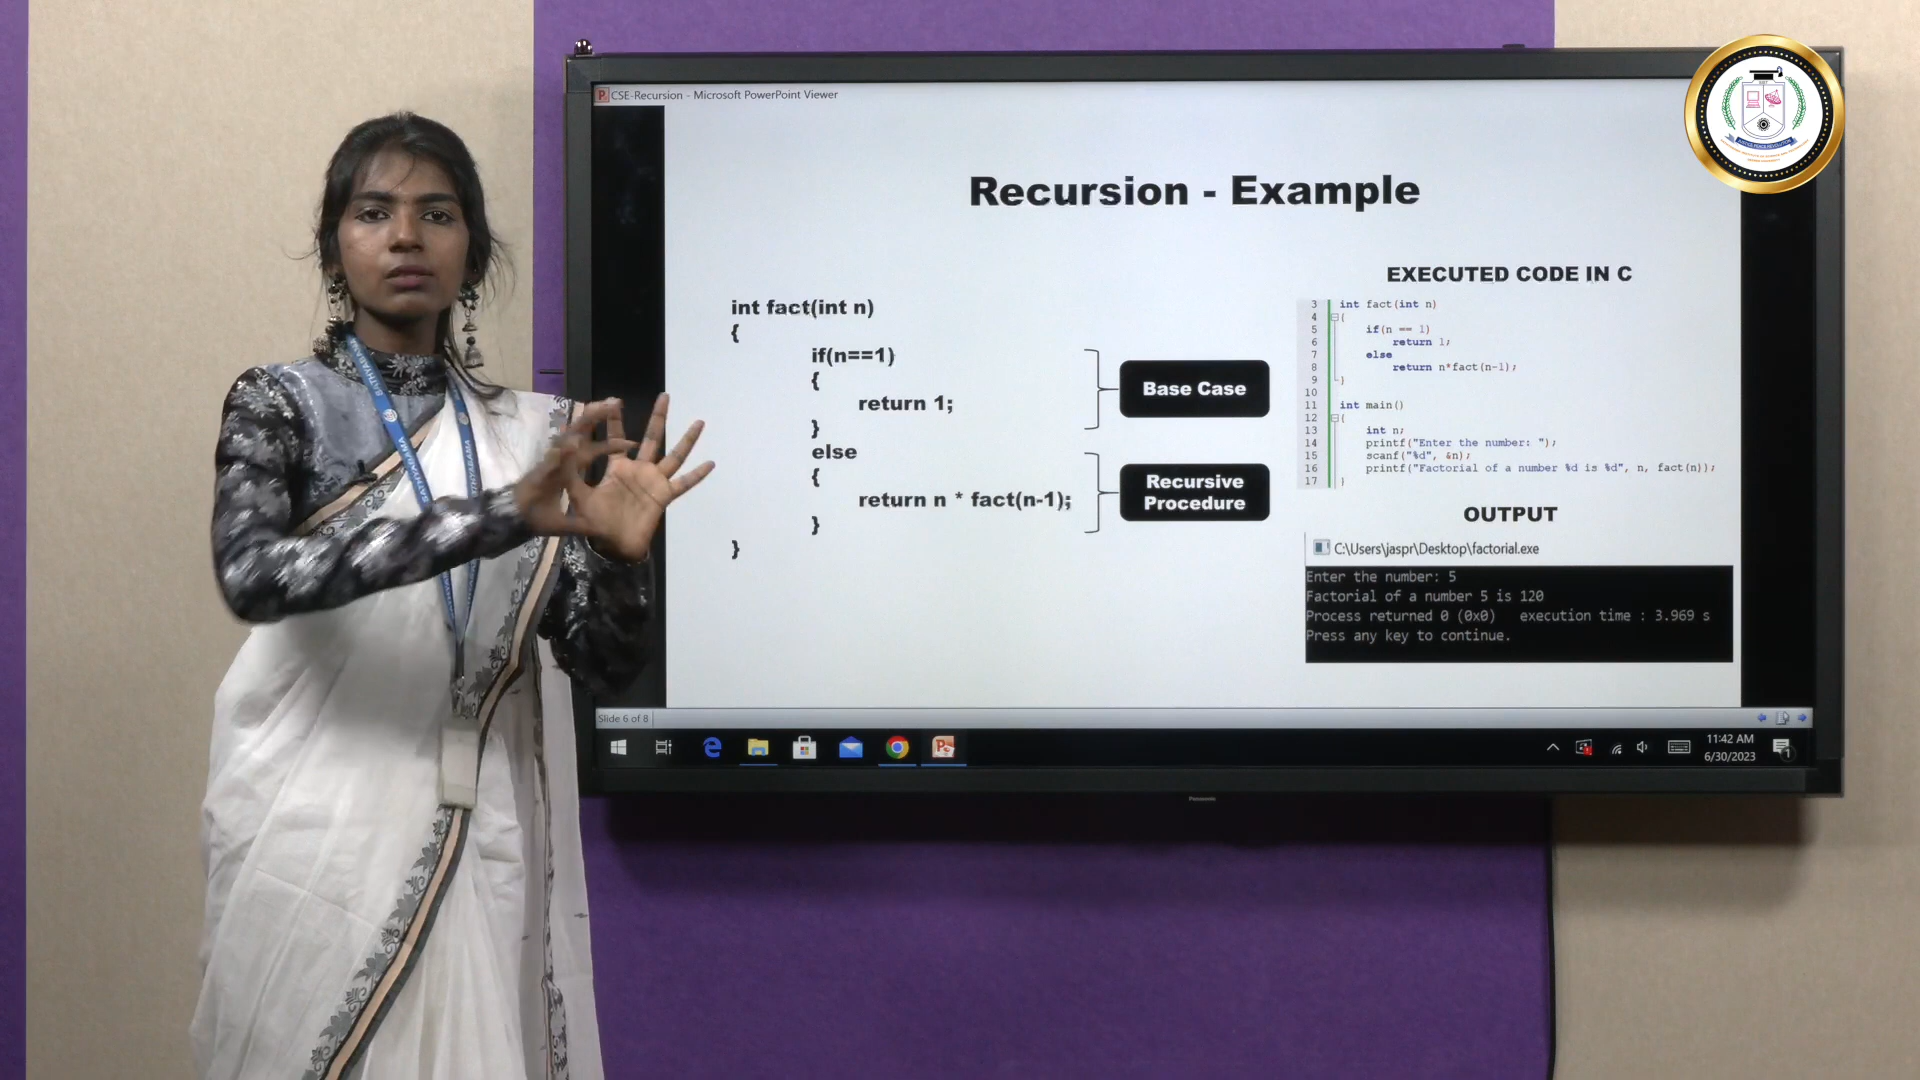 CSE-Recursion - Microsoft PowerPoint Viewer
Recursion - Example
int fact(int n)
{
if(n==1)
{
return 1;
}
else
{
return n * fact(n-1);
}
}
Base Case
Recursive
Procedure
EXECUTED CODE IN C
3 int fact(int n)
4 {
5 if(n == 1)
6 return 1;
7 else
8 return n*fact(n-1);
9 }
10
11 int main()
12 {
13 int n;
14 printf("Enter the number: ");
15 scanf("%d", &n);
16 printf("Factorial of a number %d is %d", n, fact(n));
17 }
OUTPUT
C:\Users\jaspr\Desktop\factorial.exe
Enter the number: 5
Factorial of a number 5 is 120
Process returned 0 (0x0) execution time : 3.969 s
Press any key to continue.
Slide 6 of 8
11:42 AM
6/30/2023
1
Panasonic
SATHYABAMA
SATHYABAMA
SATHYABAMA